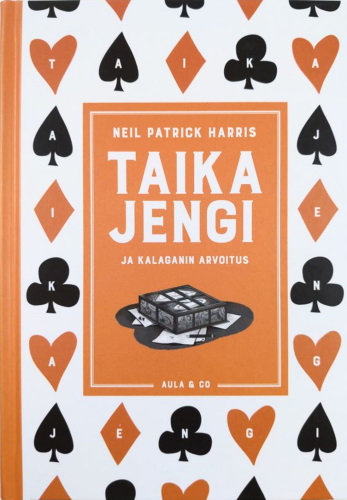 T A I K A
A J
I E
K N
A G
J É N G I
NEIL PATRICK HARRIS
TAIKA
JENGI
JA KALAGANIN ARVOITUS
AULA & CO